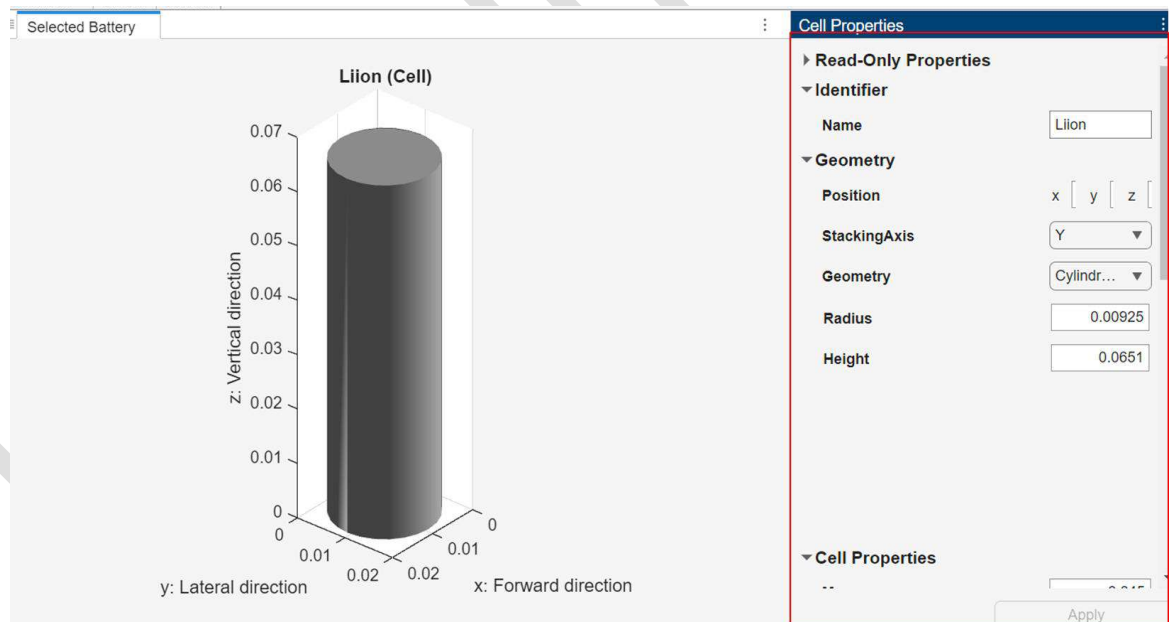 Selected Battery
Liion (Cell)
0.07
0.06
0.05
0.04
0.03
0.02
0.01
0
z: Vertical direction
0
0.01
0.02
y: Lateral direction
0
0.01
0.02
x: Forward direction
Cell Properties
Read-Only Properties
Identifier
Name Liion
Geometry
Position x y z
StackingAxis Y
Geometry Cylindr...
Radius 0.00925
Height 0.0651
Cell Properties
Apply